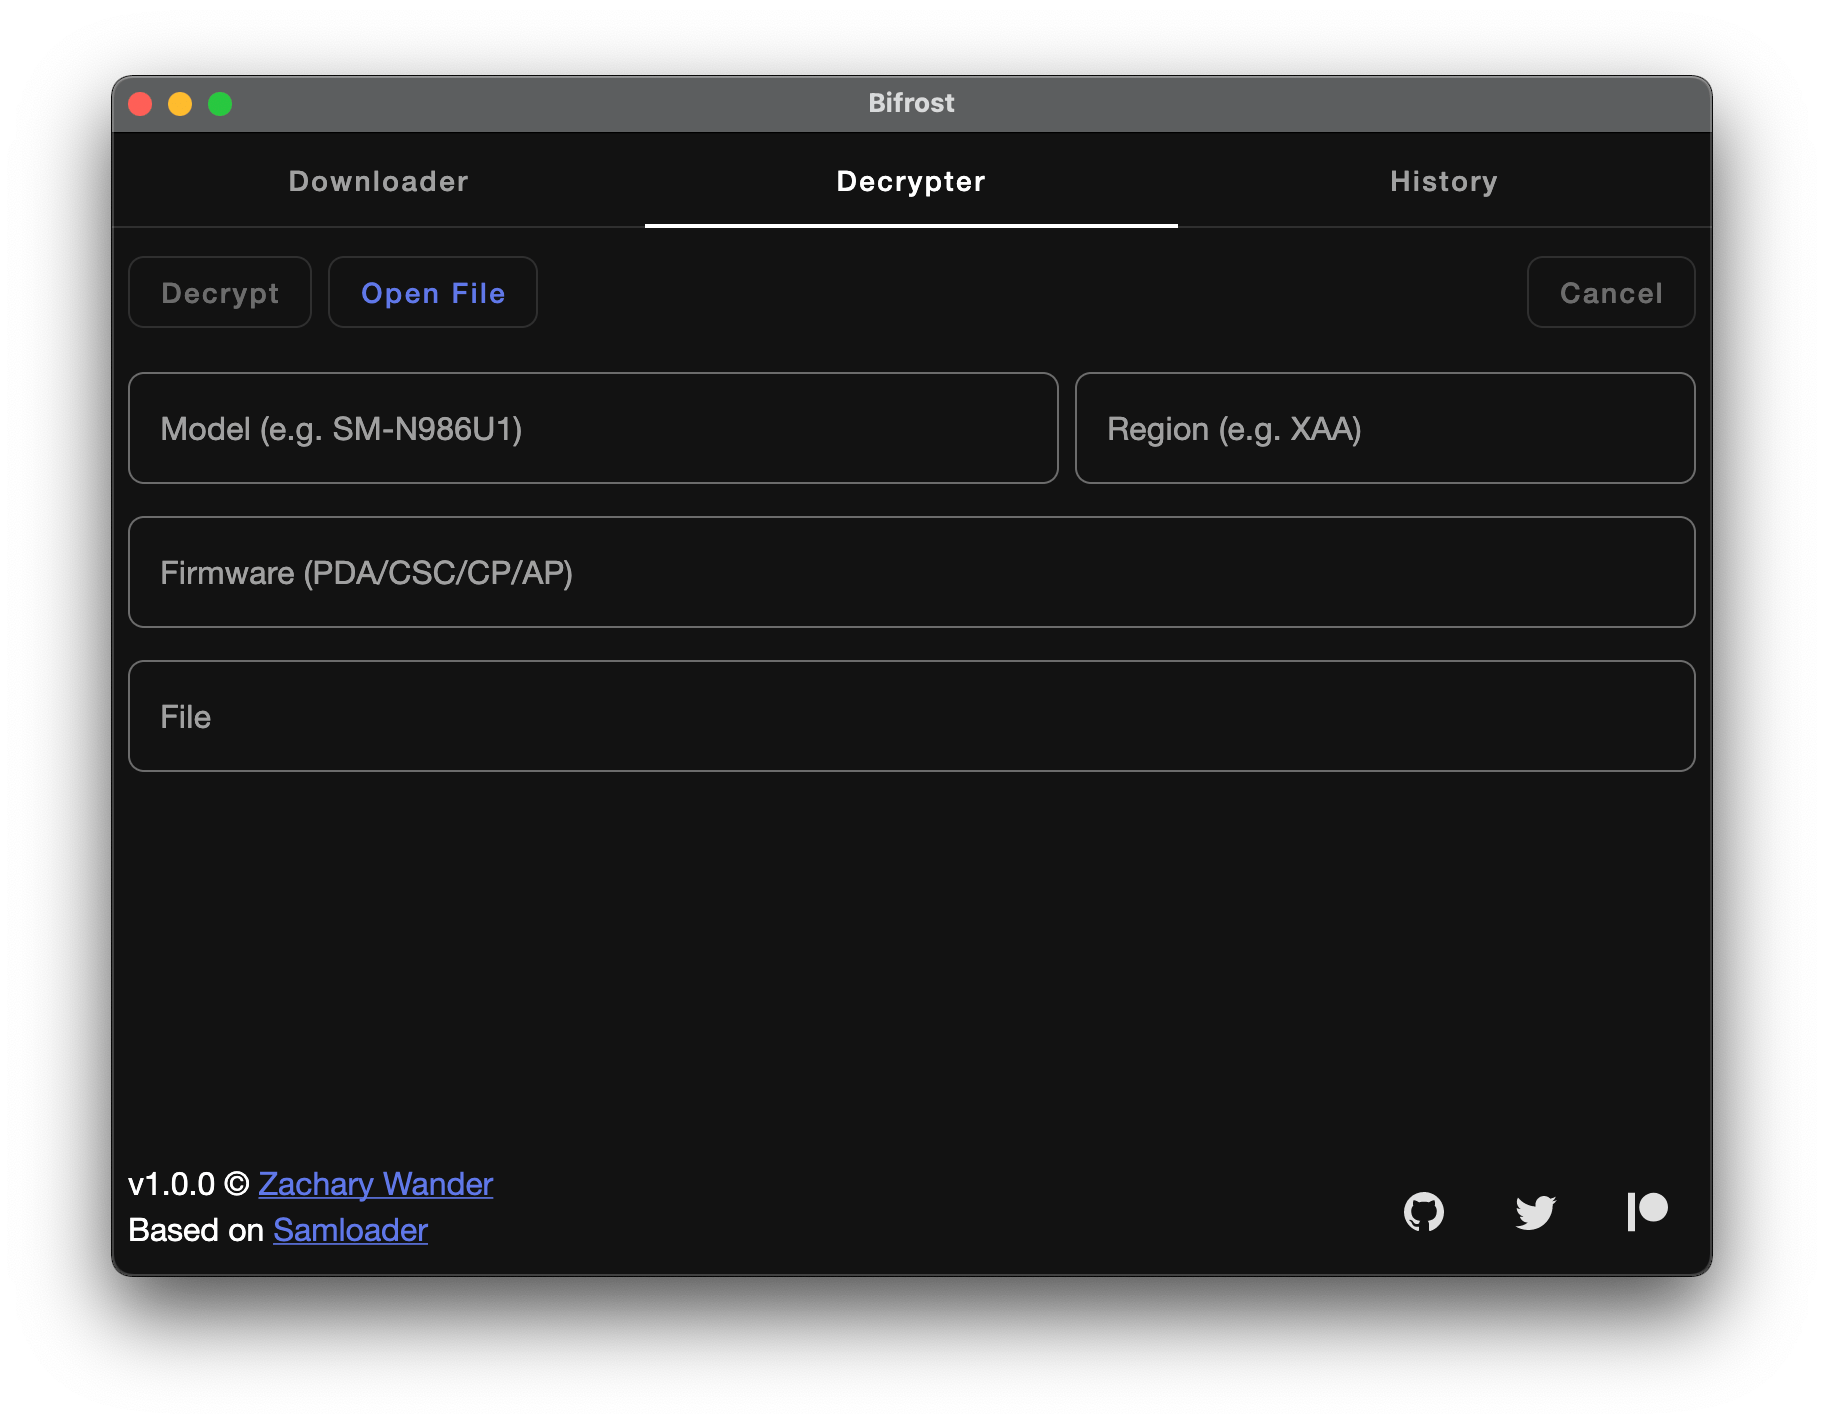 Bifrost
Downloader Decrypter History
Decrypt Open File Cancel
Model (e.g. SM-N986U1) Region (e.g. XAA)
Firmware (PDA/CSC/CP/AP)
File
v1.0.0 © Zachary Wander
Based on Samloader